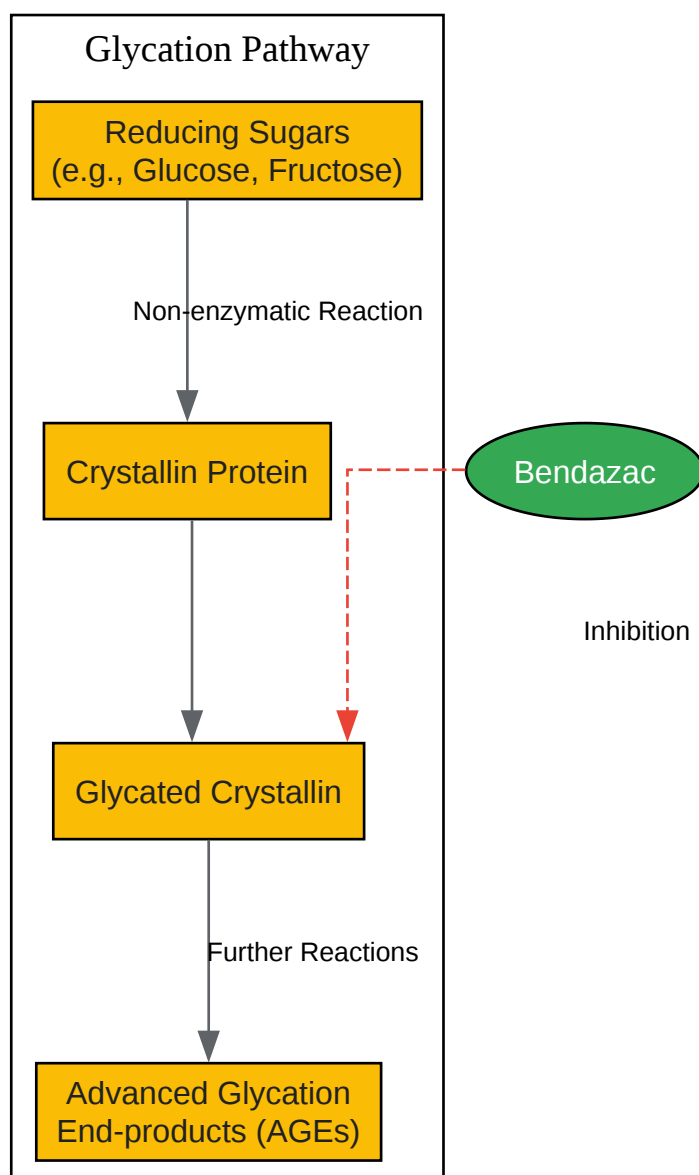 Glycation Pathway
Reducing Sugars
(e.g., Glucose, Fructose)
Non-enzymatic Reaction
Crystallin Protein
Bendazac
Inhibition
Glycated Crystallin
Further Reactions
Advanced Glycation
End-products (AGEs)